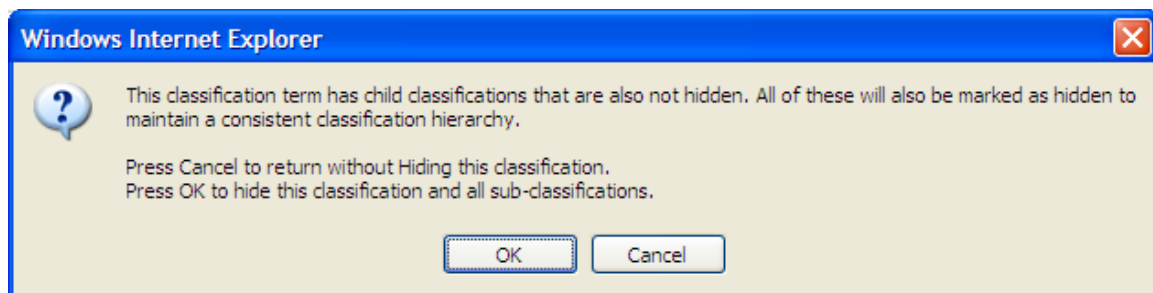 Windows Internet Explorer
This classification term has child classifications that are also not hidden. All of these will also be marked as hidden to
maintain a consistent classification hierarchy.
Press Cancel to return without Hiding this classification.
Press OK to hide this classification and all sub-classifications.
OK Cancel